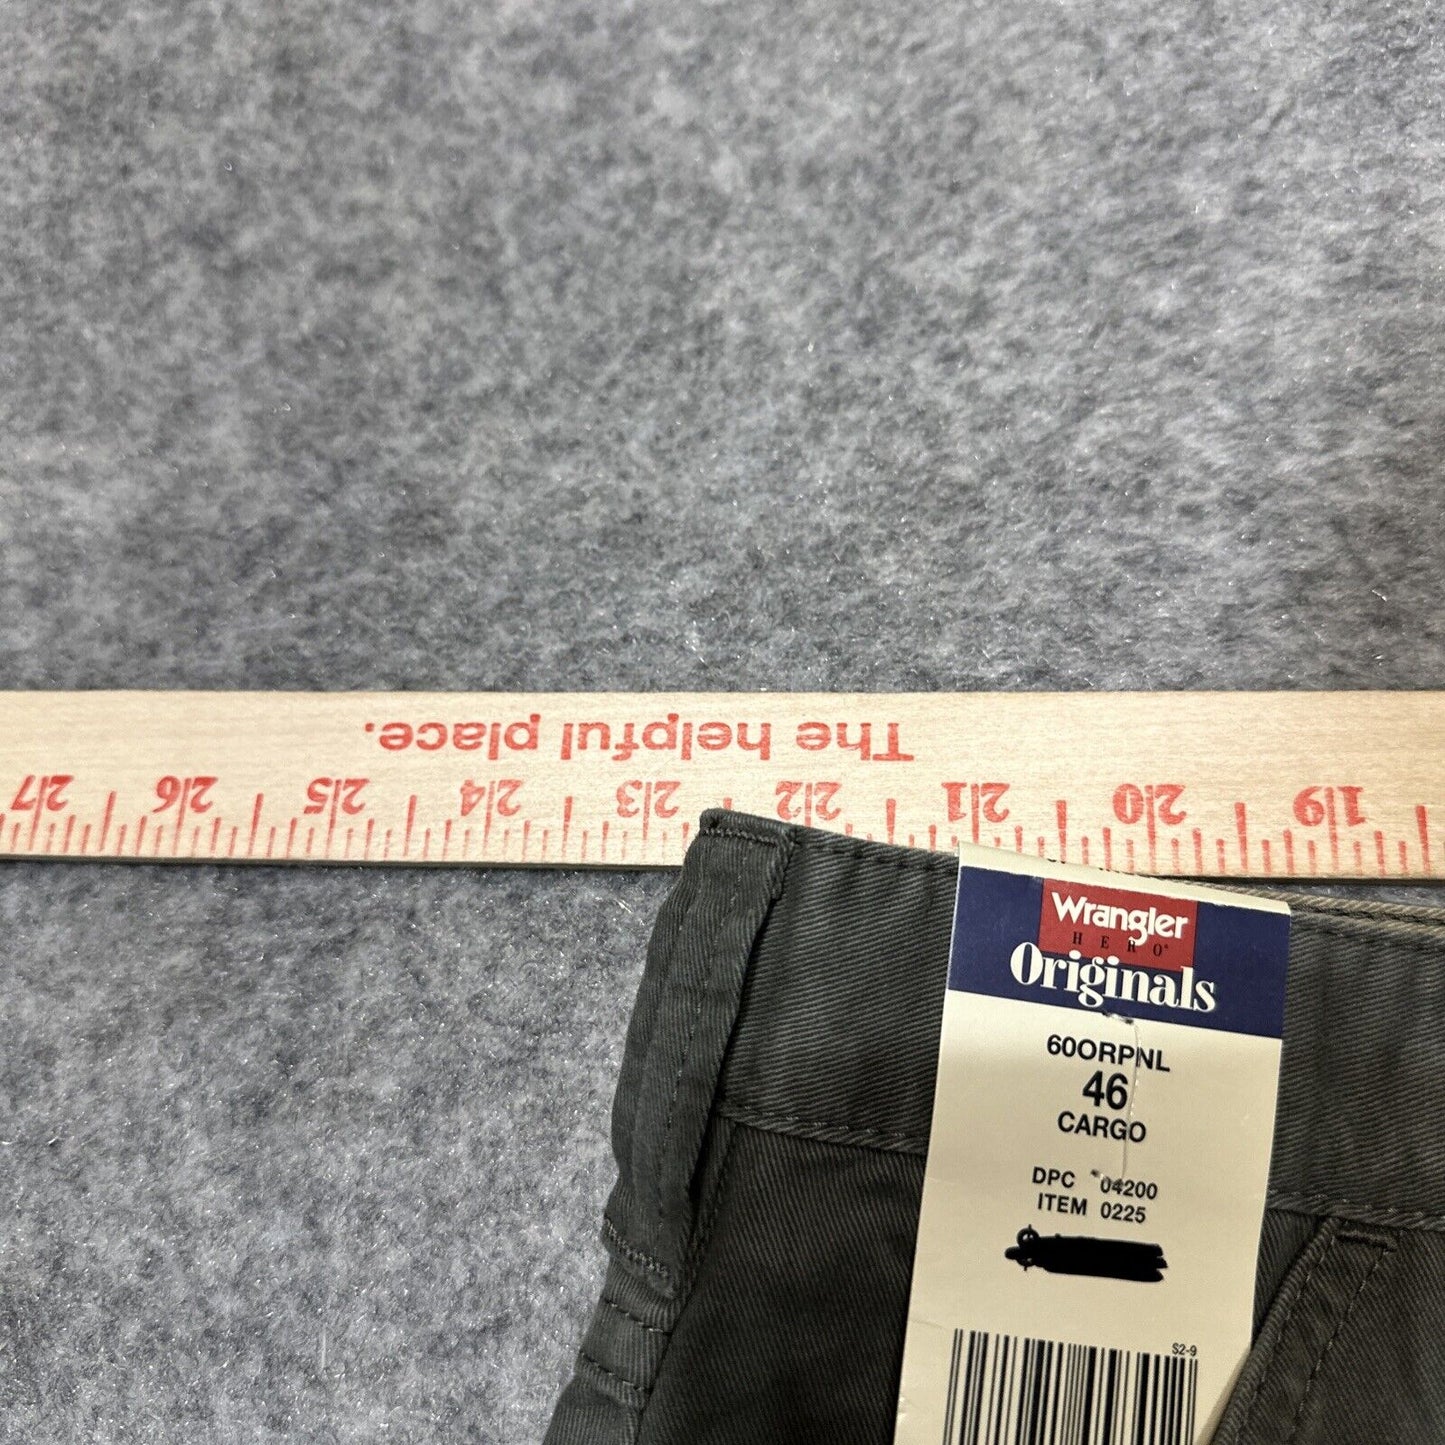 The helpful place.
27 26 25 24 23 22 21 20 19
Wrangler
HERO®
Originals
60ORPNL
46
CARGO
DPC 04200
ITEM 0225
S2-9